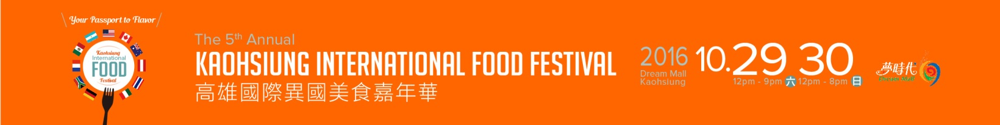 Your Passport to Flavor
Kaohsiung
International
FOOD
Festival
The 5th Annual
KAOHSIUNG INTERNATIONAL FOOD FESTIVAL
高雄國際異國美食嘉年華
2016 10.29 30
Dream Mall
Kaohsiung
12pm - 9pm 六 12pm - 8pm 日
夢時代
Dream Mall